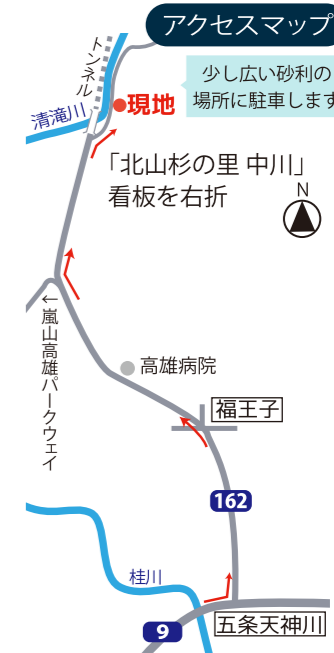 アクセスマップ
トンネル
少し広い砂利の
場所に駐車します
現地
清滝川
「北山杉の里 中川」
看板を右折
N
←嵐山高雄パークウェイ
高雄病院
福王子
162
桂川
9
五条天神川